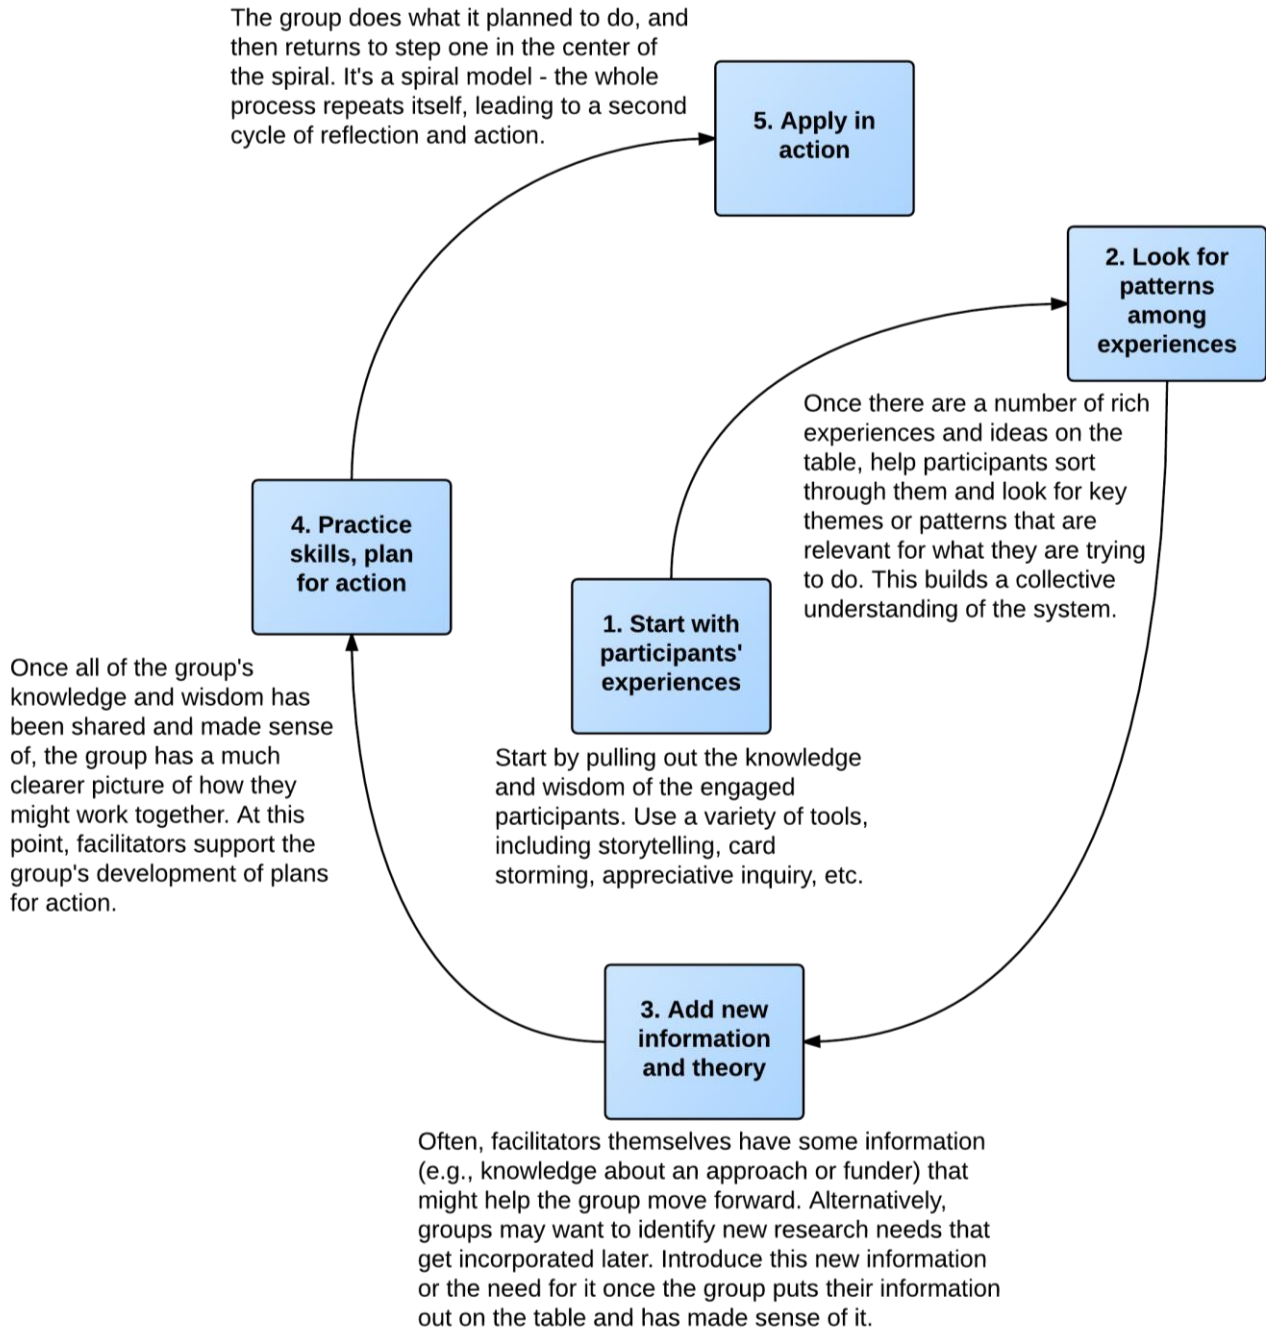 The group does what it planned to do, and
then returns to step one in the center of
the spiral. It's a spiral model - the whole
process repeats itself, leading to a second
cycle of reflection and action.
5. Apply in
action
2. Look for
patterns
among
experiences
Once there are a number of rich
experiences and ideas on the
table, help participants sort
through them and look for key
themes or patterns that are
relevant for what they are trying
to do. This builds a collective
understanding of the system.
4. Practice
skills, plan
for action
1. Start with
participants'
experiences
Once all of the group's
knowledge and wisdom has
been shared and made sense
of, the group has a much
clearer picture of how they
might work together. At this
point, facilitators support the
group's development of plans
for action.
Start by pulling out the knowledge
and wisdom of the engaged
participants. Use a variety of tools,
including storytelling, card
storming, appreciative inquiry, etc.
3. Add new
information
and theory
Often, facilitators themselves have some information
(e.g., knowledge about an approach or funder) that
might help the group move forward. Alternatively,
groups may want to identify new research needs that
get incorporated later. Introduce this new information
or the need for it once the group puts their information
out on the table and has made sense of it.